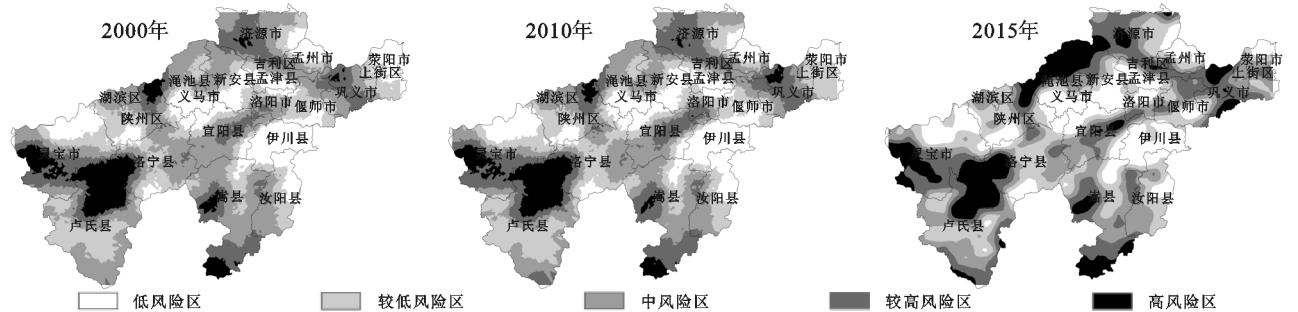 2000年
济源市
孟州市
荥阳市
吉利区
上街区
渑池县
新安县
孟津县
巩义市
湖滨区
义马市
洛阳市
偃师市
陕州区
宜阳县
伊川县
灵宝市
洛宁县
嵩县
汝阳县
卢氏县
2010年
济源市
孟州市
荥阳市
吉利区
上街区
渑池县
新安县
孟津县
巩义市
湖滨区
义马市
洛阳市
偃师市
陕州区
宜阳县
伊川县
灵宝市
洛宁县
嵩县
汝阳县
卢氏县
2015年
济源市
孟州市
荥阳市
吉利区
上街区
渑池县
新安县
孟津县
巩义市
湖滨区
义马市
洛阳市
偃师市
陕州区
宜阳县
伊川县
灵宝市
洛宁县
嵩县
汝阳县
卢氏县
低风险区
较低风险区
中风险区
较高风险区
高风险区